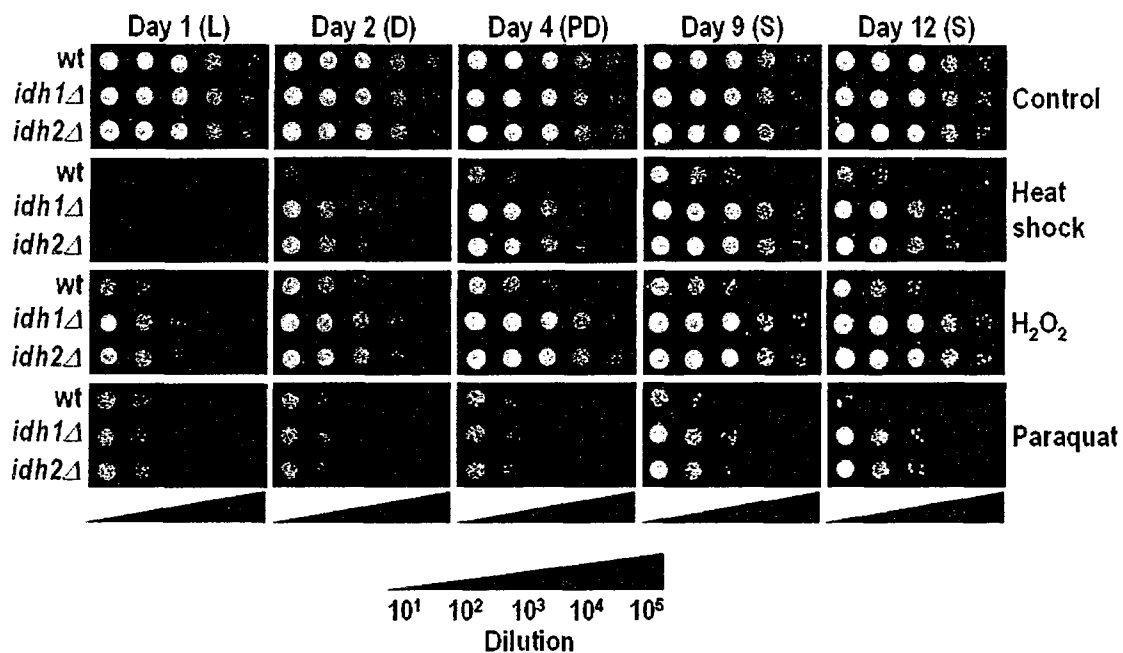 Day 1 (L) Day 2 (D) Day 4 (PD) Day 9 (S) Day 12 (S)
wt
idh1Δ
idh2Δ
Control
wt
idh1Δ
idh2Δ
Heat
shock
wt
idh1Δ
idh2Δ
H₂O₂
wt
idh1Δ
idh2Δ
Paraquat
10¹ 10² 10³ 10⁴ 10⁵
Dilution